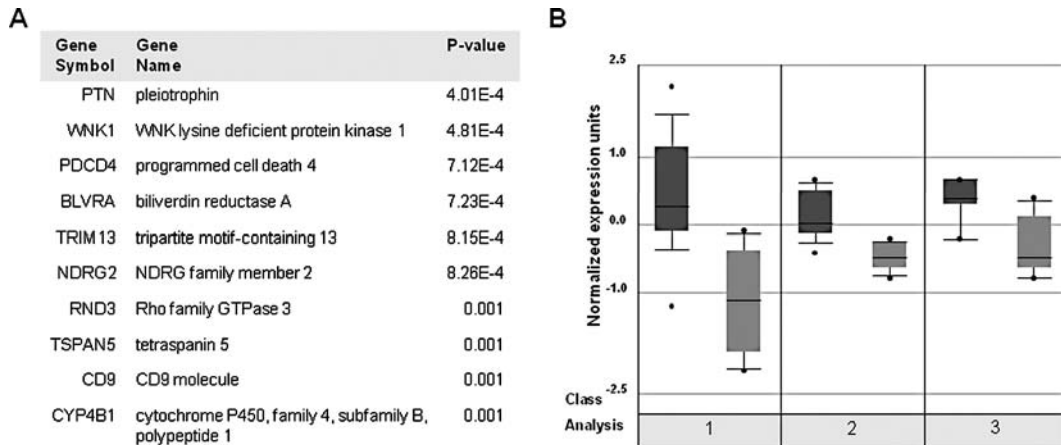 A
Gene Symbol Gene Name P-value
PTN pleiotrophin 4.01E-4
WNK1 WNK lysine deficient protein kinase 1 4.81E-4
PDCD4 programmed cell death 4 7.12E-4
BLVRA biliverdin reductase A 7.23E-4
TRIM13 tripartite motif-containing 13 8.15E-4
NDRG2 NDRG family member 2 8.26E-4
RND3 Rho family GTPase 3 0.001
TSPAN5 tetraspanin 5 0.001
CD9 CD9 molecule 0.001
CYP4B1 cytochrome P450, family 4, subfamily B, 0.001
polypeptide 1
B
Normalized expression units
2.5
1.0
0.0
-1.0
-2.5
Class
Analysis 1 2 3